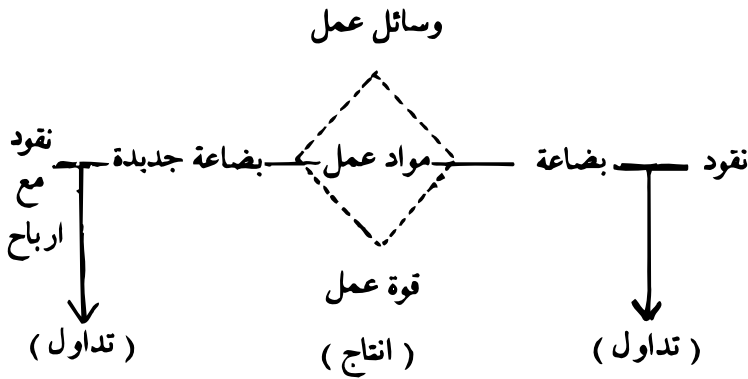 وسائل عمل
نقود
بضاعة
مواد عمل
بضاعة جديدة
نقود
مع
ارباح
قوة عمل
( تداول )
( انتاج )
( تداول )